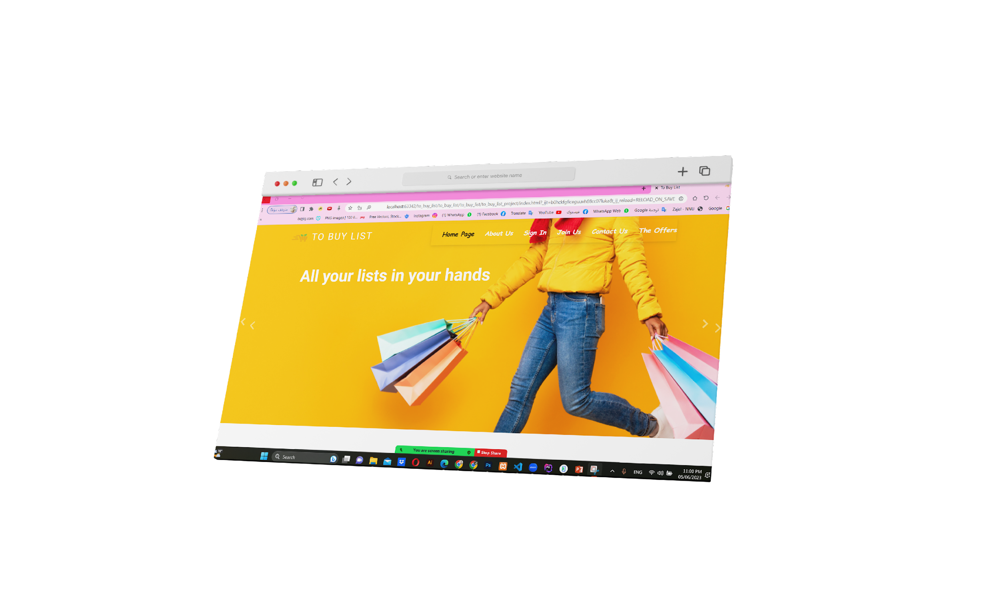 Search or enter website name
To Buy List
متوقف مؤقتًا
localhost:63342/to_buy_list/to_buy_list/to_buy_list/to_buy_list_project/index.html?_ijt=b0hckfgficeguuvh88cc07luka&_ij_reload=RELOAD_ON_SAVE
« bigjig.com PNG images | 100 0... Free Vectors, Stock... Instagram (1) WhatsApp (1) Facebook Translate YouTube فيسبوك WhatsApp Web ترجمة Google Zajel - NNU Google
TO BUY LIST Home Page About Us Sign In Join Us Contact Us The Offers
All your lists in your hands
You are screen sharing Stop Share
18°
Search
ENG
11:00 PM
05/06/2023